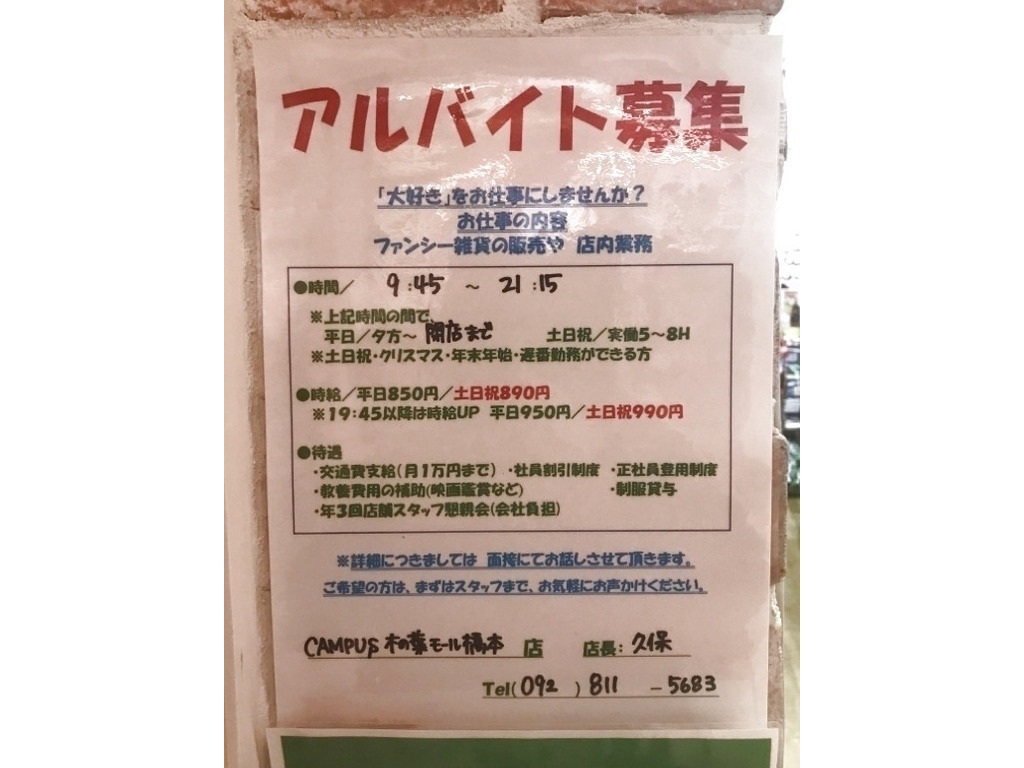 アルバイト募集
「大好き」をお仕事にしませんか？
お仕事の内容
ファンシー雑貨の販売や 店内業務
●時間／ 9:45 ～ 21:15
※上記時間の間で、
平日／夕方～ 閉店まで 土日祝／実働5～8H
※土日祝・クリスマス・年末年始・遅番勤務ができる方
●時給／平日850円／土日祝890円
※19:45以降は時給UP 平日950円／土日祝990円
●待遇
・交通費支給(月1万円まで) ・社員割引制度 ・正社員登用制度
・教養費用の補助(映画鑑賞など) ・制服貸与
・年3回店舗スタッフ懇親会(会社負担)
※詳細につきましては 面接にてお話しさせて頂きます。
ご希望の方は、まずはスタッフまで、お気軽にお声かけください。
CAMPUS 木の葉モール橋本 店 店長: 久保
Tel(092)811-5683